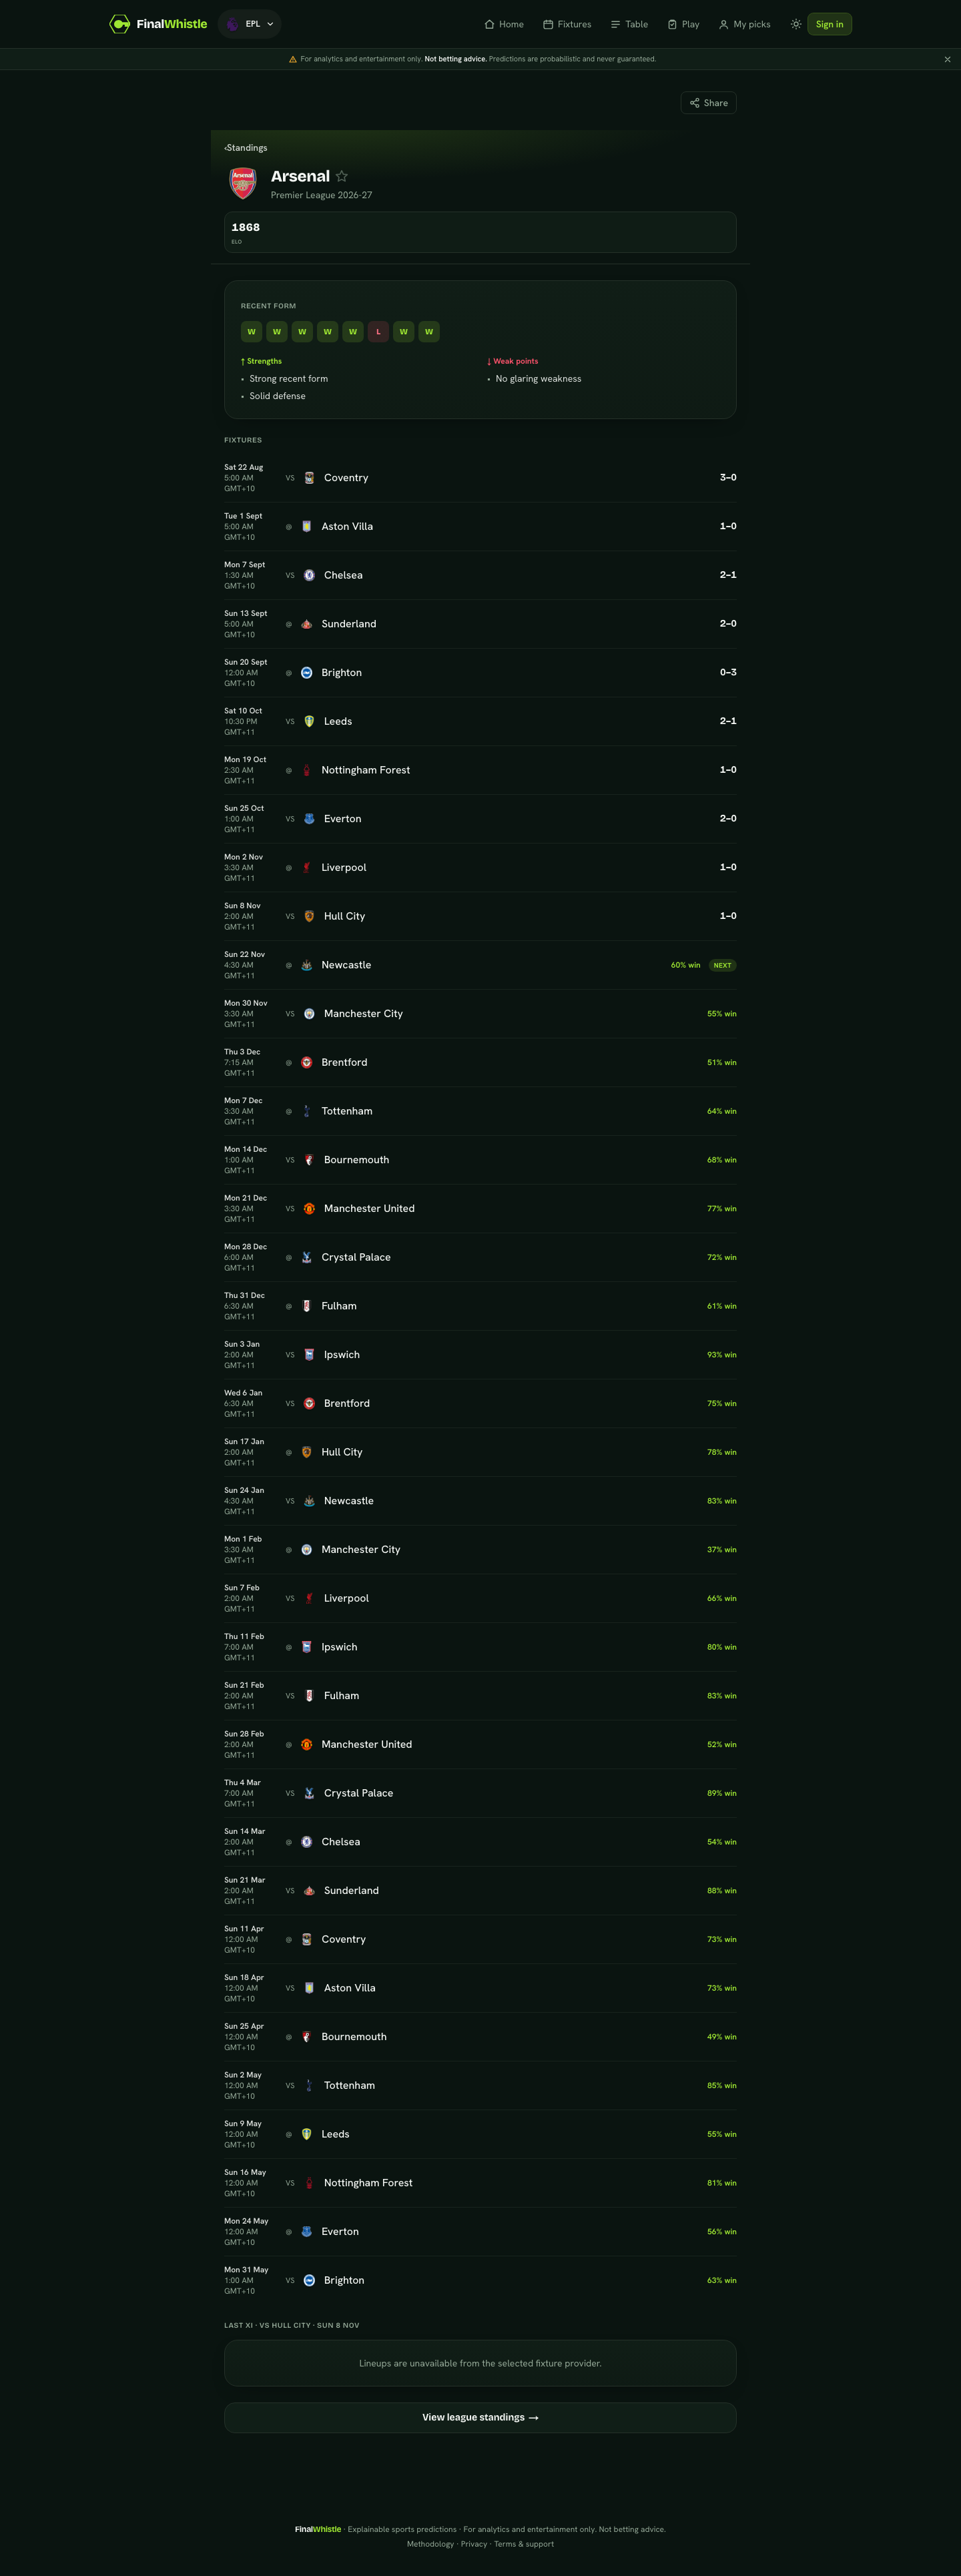 FinalWhistle
EPL
Home
Fixtures
Table
Play
My picks
Sign in
For analytics and entertainment only. Not betting advice. Predictions are probabilistic and never guaranteed.
Share
‹Standings
Arsenal
Arsenal
Premier League 2026-27
1868
ELO
RECENT FORM
W W W W W L W W
↑ Strengths
• Strong recent form
• Solid defense
↓ Weak points
• No glaring weakness
FIXTURES
Sat 22 Aug
5:00 AM
GMT+10
VS Coventry 3–0
Tue 1 Sept
5:00 AM
GMT+10
@ Aston Villa 1–0
Mon 7 Sept
1:30 AM
GMT+10
VS Chelsea 2–1
Sun 13 Sept
5:00 AM
GMT+10
@ Sunderland 2–0
Sun 20 Sept
12:00 AM
GMT+10
@ Brighton 0–3
Sat 10 Oct
10:30 PM
GMT+11
VS Leeds 2–1
Mon 19 Oct
2:30 AM
GMT+11
@ Nottingham Forest 1–0
Sun 25 Oct
1:00 AM
GMT+11
VS Everton 2–0
Mon 2 Nov
3:30 AM
GMT+11
@ Liverpool 1–0
Sun 8 Nov
2:00 AM
GMT+11
VS Hull City 1–0
Sun 22 Nov
4:30 AM
GMT+11
@ Newcastle 60% win NEXT
Mon 30 Nov
3:30 AM
GMT+11
VS Manchester City 55% win
Thu 3 Dec
7:15 AM
GMT+11
@ Brentford 51% win
Mon 7 Dec
3:30 AM
GMT+11
@ Tottenham 64% win
Mon 14 Dec
1:00 AM
GMT+11
VS Bournemouth 68% win
Mon 21 Dec
3:30 AM
GMT+11
VS Manchester United 77% win
Mon 28 Dec
6:00 AM
GMT+11
@ Crystal Palace 72% win
Thu 31 Dec
6:30 AM
GMT+11
@ Fulham 61% win
Sun 3 Jan
2:00 AM
GMT+11
VS Ipswich 93% win
Wed 6 Jan
6:30 AM
GMT+11
VS Brentford 75% win
Sun 17 Jan
2:00 AM
GMT+11
@ Hull City 78% win
Sun 24 Jan
4:30 AM
GMT+11
VS Newcastle 83% win
Mon 1 Feb
3:30 AM
GMT+11
@ Manchester City 37% win
Sun 7 Feb
2:00 AM
GMT+11
VS Liverpool 66% win
Thu 11 Feb
7:00 AM
GMT+11
@ Ipswich 80% win
Sun 21 Feb
2:00 AM
GMT+11
VS Fulham 83% win
Sun 28 Feb
2:00 AM
GMT+11
@ Manchester United 52% win
Thu 4 Mar
7:00 AM
GMT+11
VS Crystal Palace 89% win
Sun 14 Mar
2:00 AM
GMT+11
@ Chelsea 54% win
Sun 21 Mar
2:00 AM
GMT+11
VS Sunderland 88% win
Sun 11 Apr
12:00 AM
GMT+10
@ Coventry 73% win
Sun 18 Apr
12:00 AM
GMT+10
VS Aston Villa 73% win
Sun 25 Apr
12:00 AM
GMT+10
@ Bournemouth 49% win
Sun 2 May
12:00 AM
GMT+10
VS Tottenham 85% win
Sun 9 May
12:00 AM
GMT+10
@ Leeds 55% win
Sun 16 May
12:00 AM
GMT+10
VS Nottingham Forest 81% win
Mon 24 May
12:00 AM
GMT+10
@ Everton 56% win
Mon 31 May
1:00 AM
GMT+10
VS Brighton 63% win
LAST XI · VS HULL CITY · SUN 8 NOV
Lineups are unavailable from the selected fixture provider.
View league standings →
FinalWhistle · Explainable sports predictions · For analytics and entertainment only. Not betting advice.
Methodology · Privacy · Terms & support